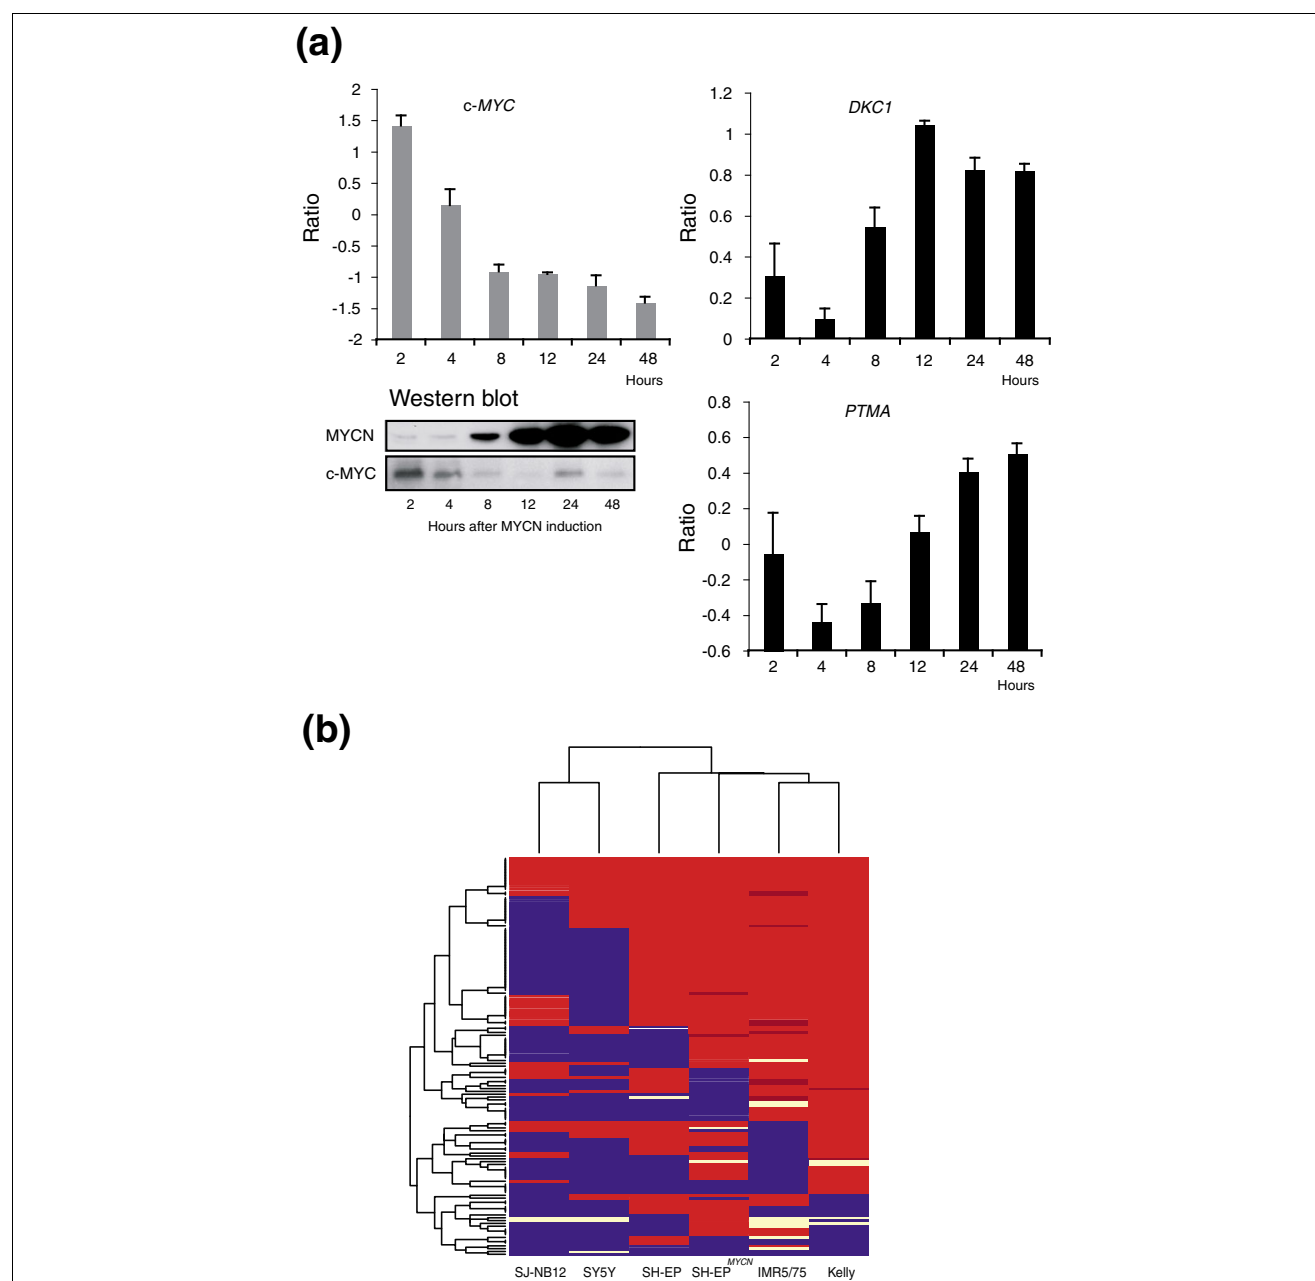 (a)
c-MYC
Ratio
2
1.5
1
0.5
0
-0.5
-1
-1.5
-2
2 4 8 12 24 48
Hours
DKC1
Ratio
1.2
1
0.8
0.6
0.4
0.2
0
2 4 8 12 24 48
Hours
Western blot
MYCN
c-MYC
2 4 8 12 24 48
Hours after MYCN induction
PTMA
Ratio
0.8
0.6
0.4
0.2
0
-0.2
-0.4
-0.6
2 4 8 12 24 48
Hours
(b)
SJ-NB12 SY5Y SH-EP SH-EP MYCN IMR5/75 Kelly